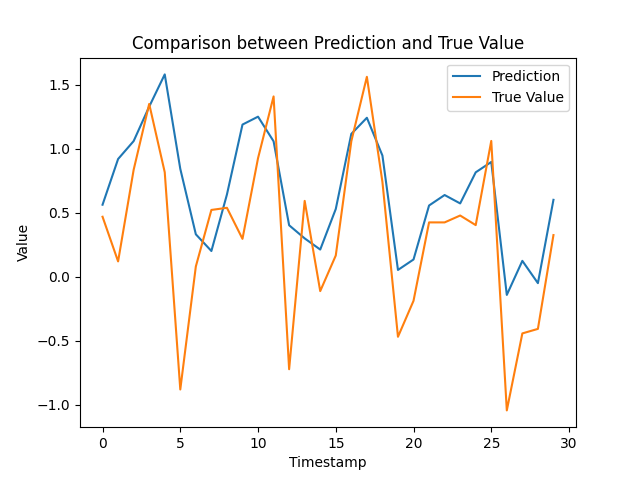 Comparison between Prediction and True Value
Prediction
True Value
1.5
1.0
0.5
0.0
−0.5
−1.0
Value
0 5 10 15 20 25 30
Timestamp